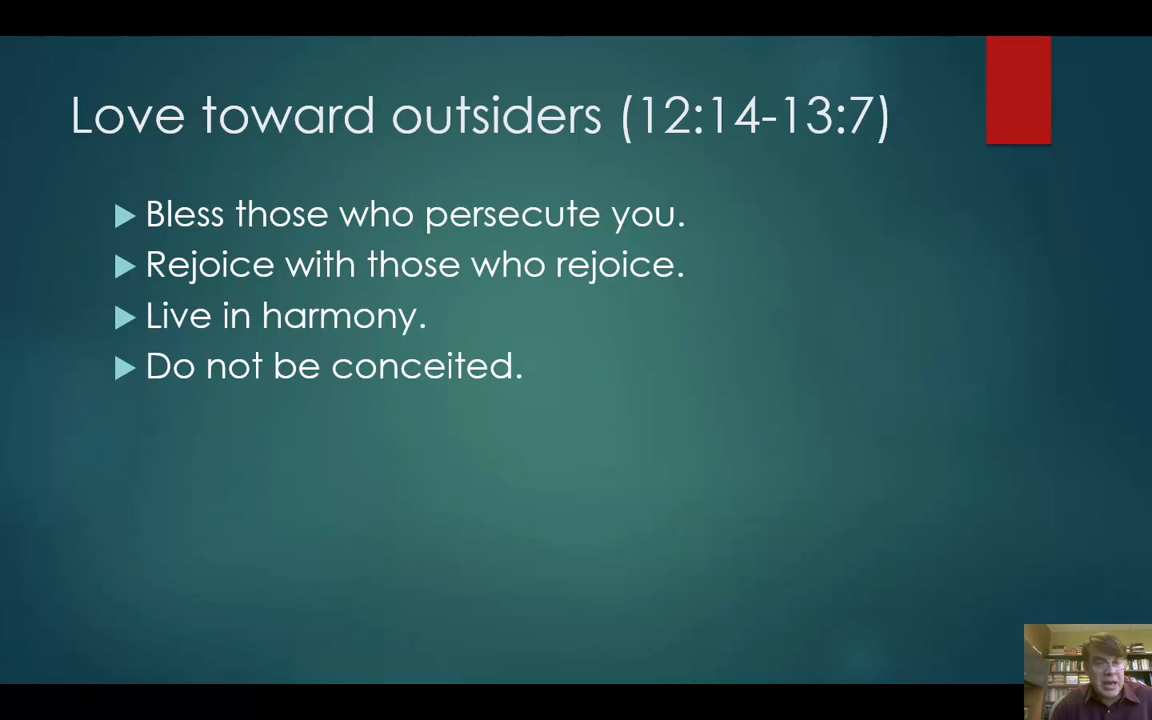 Love toward outsiders (12:14-13:7)
Bless those who persecute you.
Rejoice with those who rejoice.
Live in harmony.
Do not be conceited.